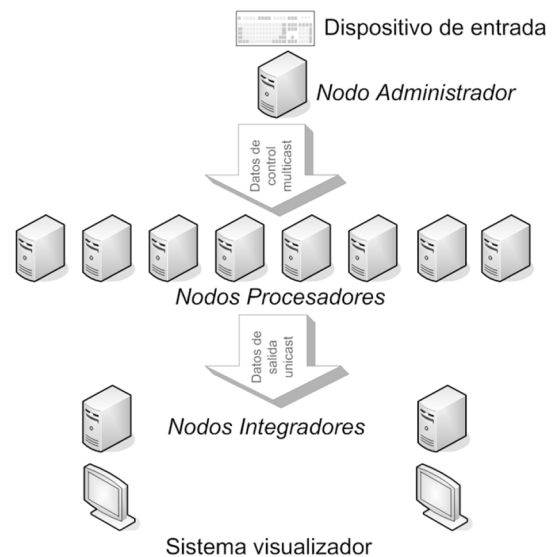 Dispositivo de entrada
Nodo Administrador
Datos de
control
multicast
Nodos Procesadores
Datos de
salida
unicast
Nodos Integradores
Sistema visualizador